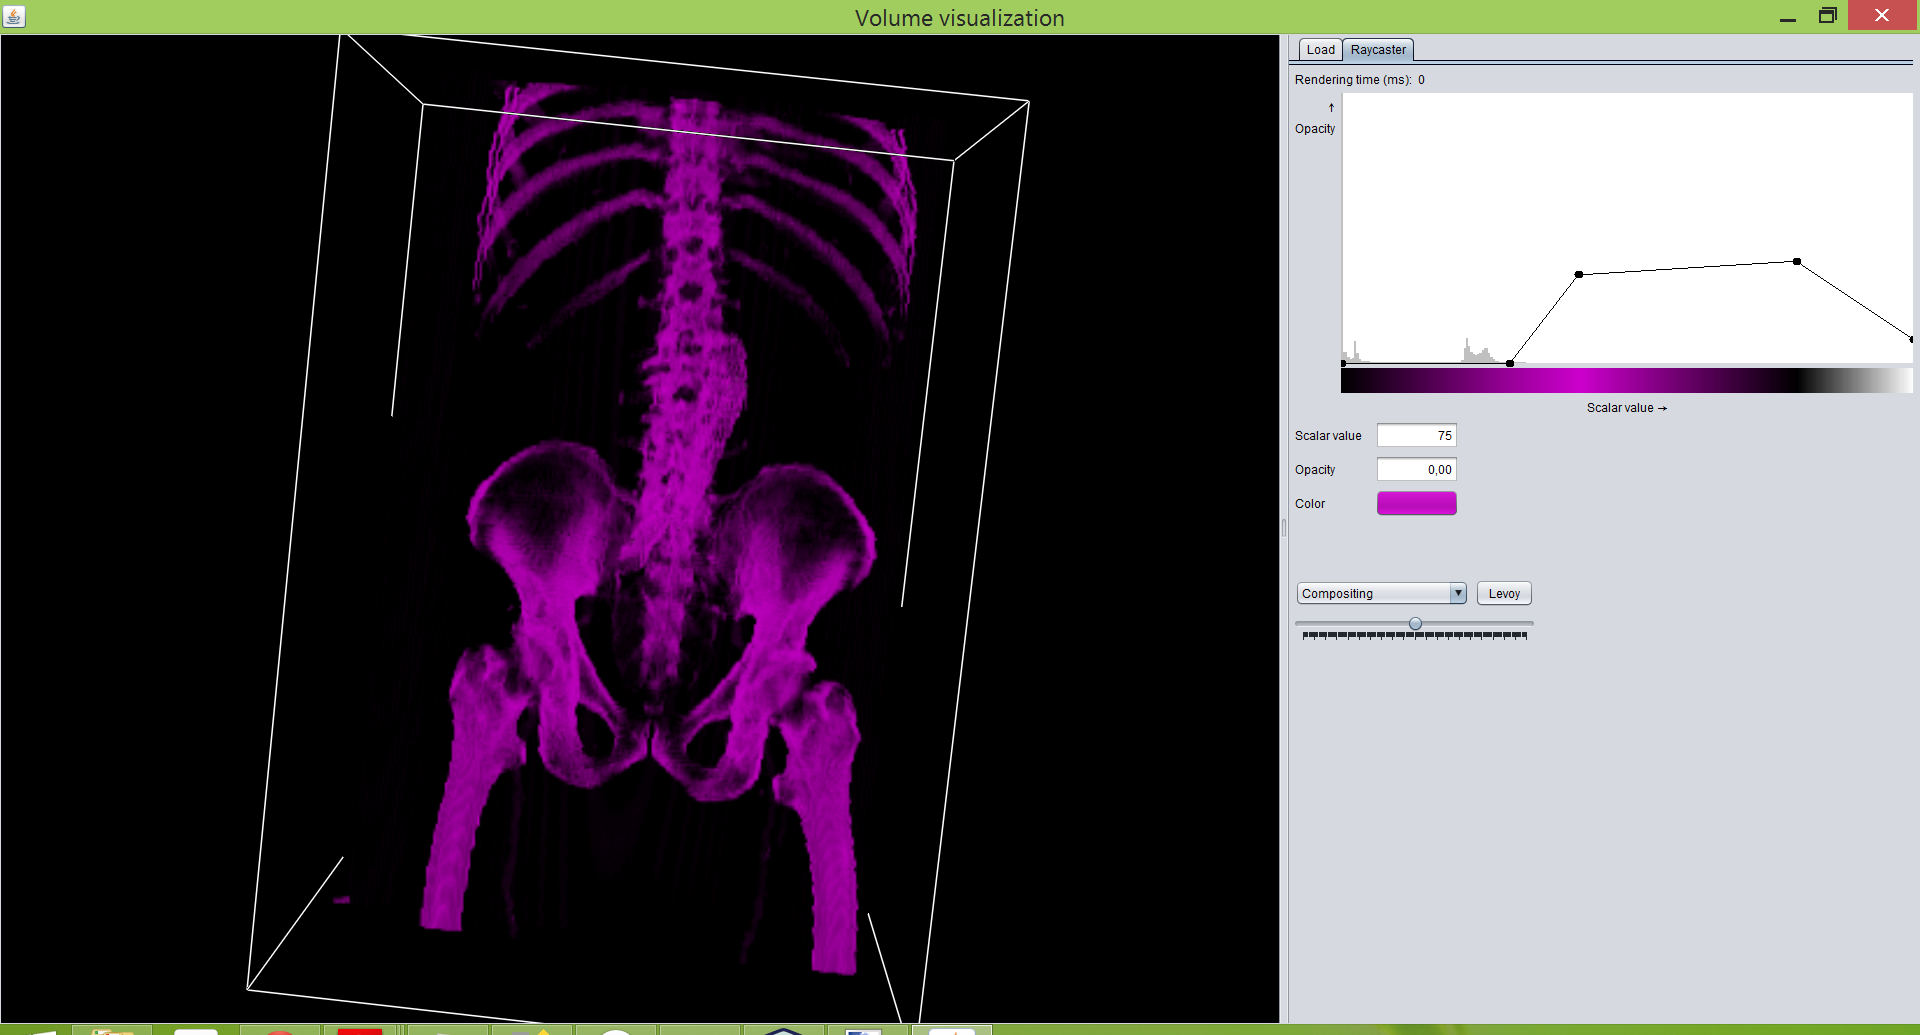 Volume visualization
Load Raycaster
Rendering time (ms): 0
↑
Opacity
Scalar value →
Scalar value 75
Opacity 0,00
Color
Compositing Levoy